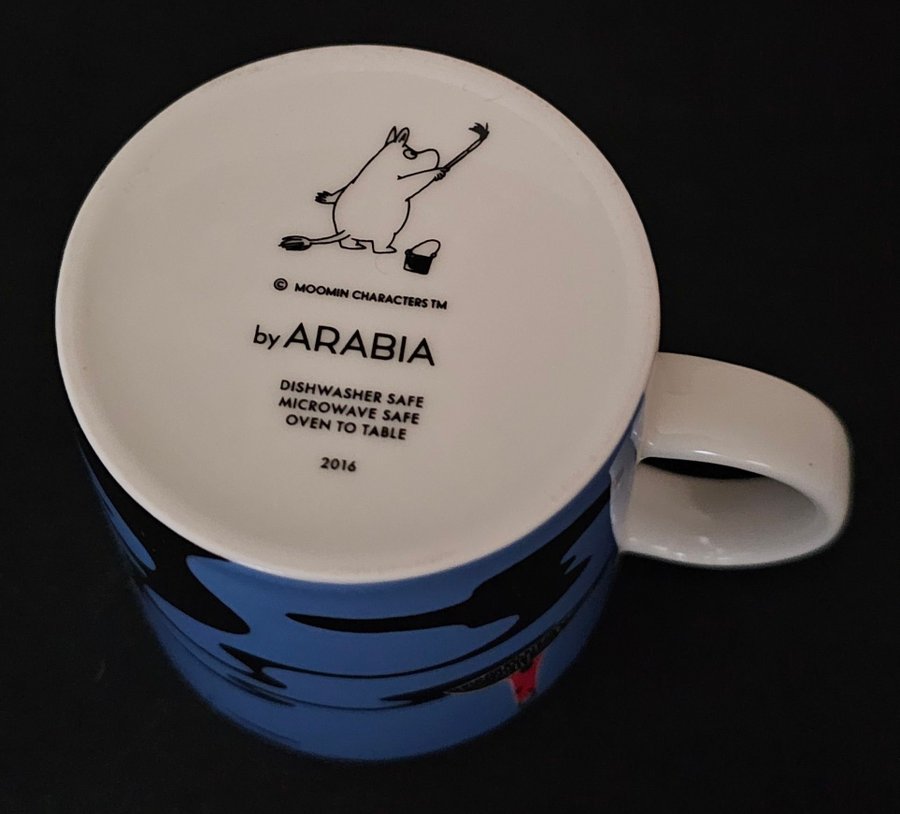 © MOOMIN CHARACTERS TM
by ARABIA
DISHWASHER SAFE
MICROWAVE SAFE
OVEN TO TABLE
2016